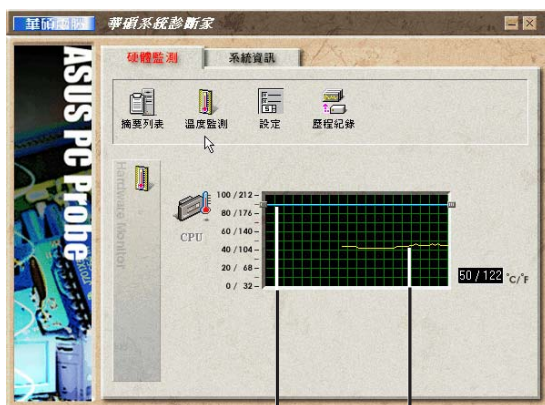 華碩電腦 華碩系統診斷家
ASUS PC Probe
硬體監測 系統資訊
摘要列表 溫度監測 設定 歷程紀錄
Hardware Monitor
CPU
100 / 212
80 / 176
60 / 140
40 / 104
20 / 68
0 / 32
50 / 122 °C/°F